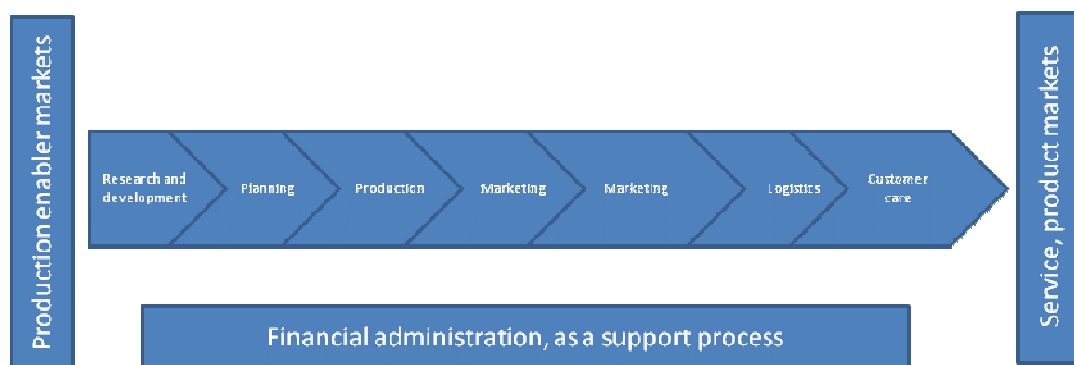 Production enabler markets
Research and
development
Planning
Production
Marketing
Marketing
Logistics
Customer
care
Service, product markets
Financial administration, as a support process